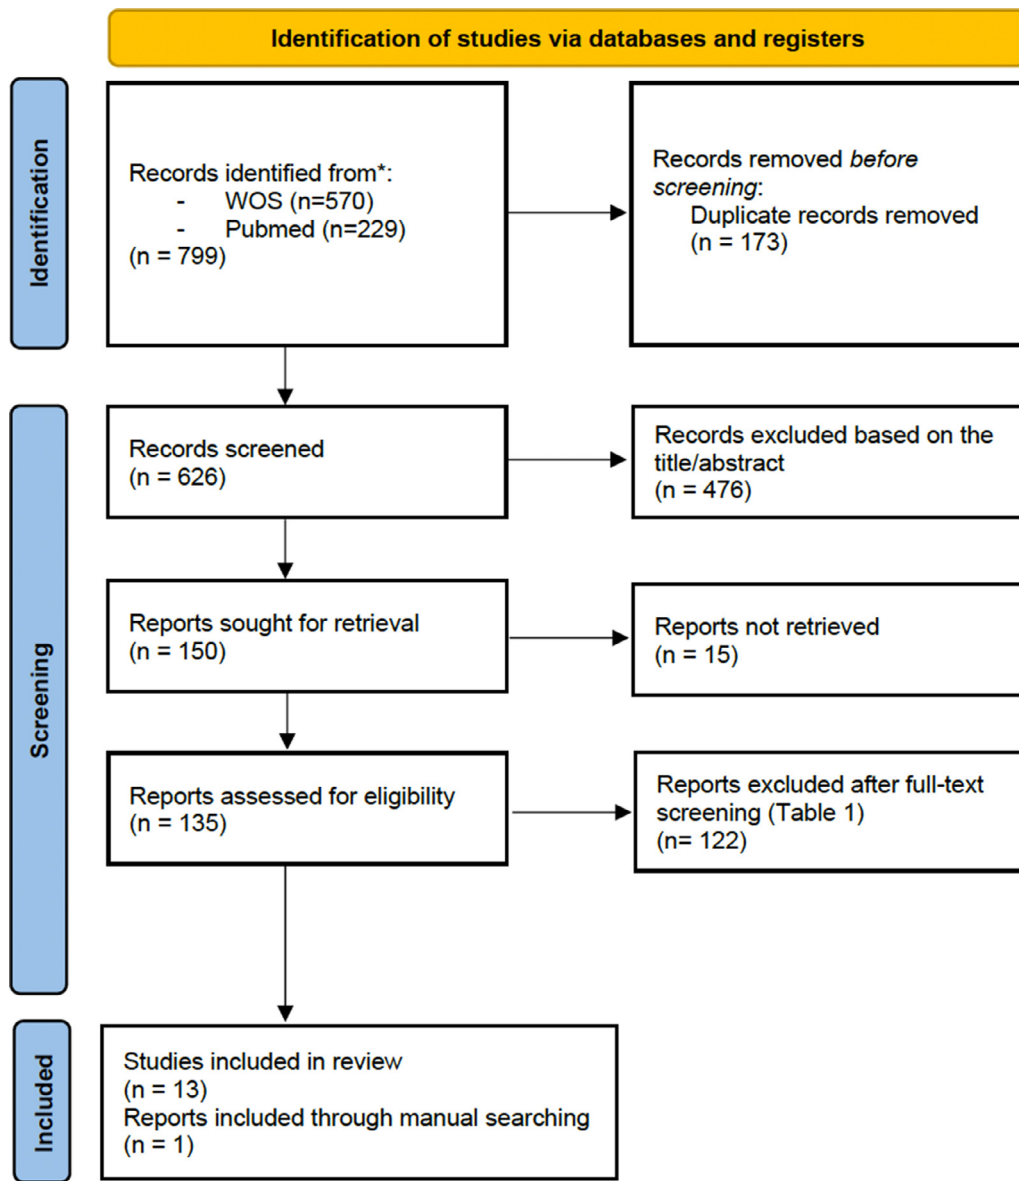 Identification of studies via databases and registers
Identification
Records identified from*:
- WOS (n=570)
- Pubmed (n=229)
(n = 799)
Records removed before
screening:
Duplicate records removed
(n = 173)
Screening
Records screened
(n = 626)
Records excluded based on the
title/abstract
(n = 476)
Reports sought for retrieval
(n = 150)
Reports not retrieved
(n = 15)
Reports assessed for eligibility
(n = 135)
Reports excluded after full-text
screening (Table 1)
(n= 122)
Included
Studies included in review
(n = 13)
Reports included through manual searching
(n = 1)